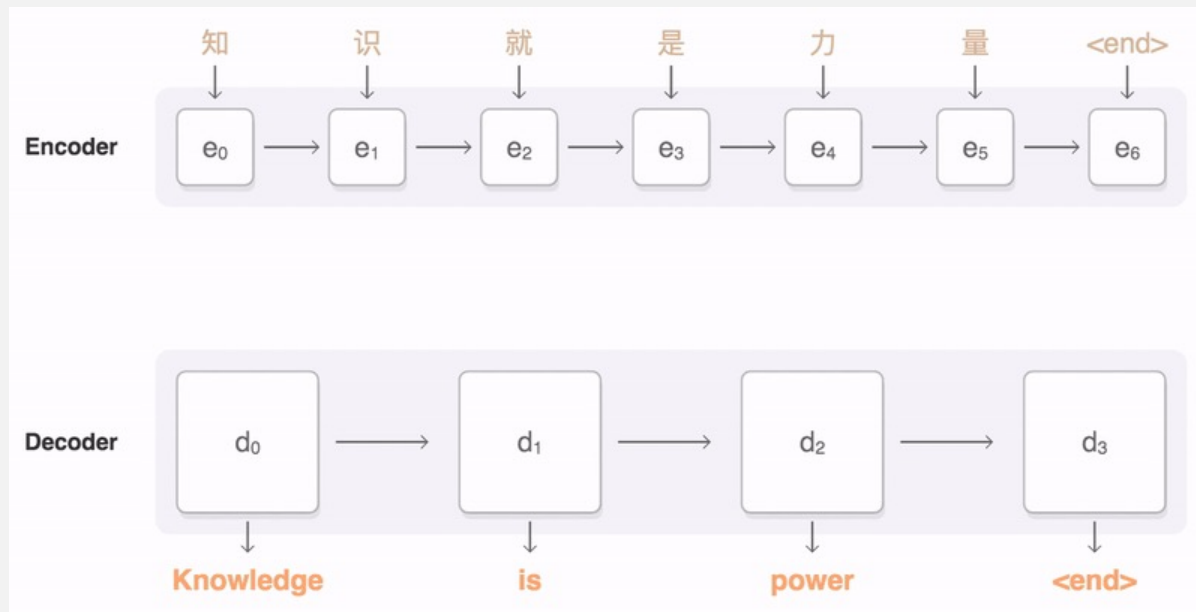 知 识 就 是 力 量 <end>
Encoder e₀ e₁ e₂ e₃ e₄ e₅ e₆
Decoder d₀ d₁ d₂ d₃
Knowledge is power <end>